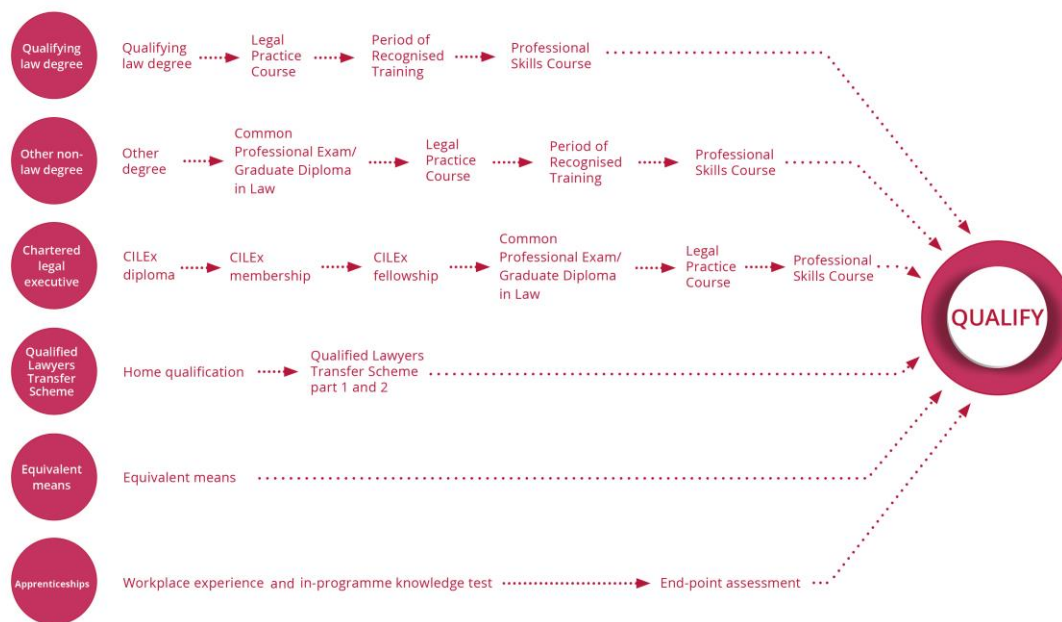 Qualifying
law degree
Qualifying
law degree
Legal
Practice
Course
Period of
Recognised
Training
Professional
Skills Course
Other non-
law degree
Other
degree
Common
Professional Exam/
Graduate Diploma
in Law
Legal
Practice
Course
Period of
Recognised
Training
Professional
Skills Course
Chartered
legal
executive
CILEx
diploma
CILEx
membership
CILEx
fellowship
Common
Professional Exam/
Graduate Diploma
in Law
Legal
Practice
Course
Professional
Skills Course
QUALIFY
Qualified
Lawyers
Transfer
Scheme
Home qualification
Qualified Lawyers
Transfer Scheme
part 1 and 2
Equivalent
means
Equivalent means
Apprenticeships
Workplace experience and in-programme knowledge test
End-point assessment